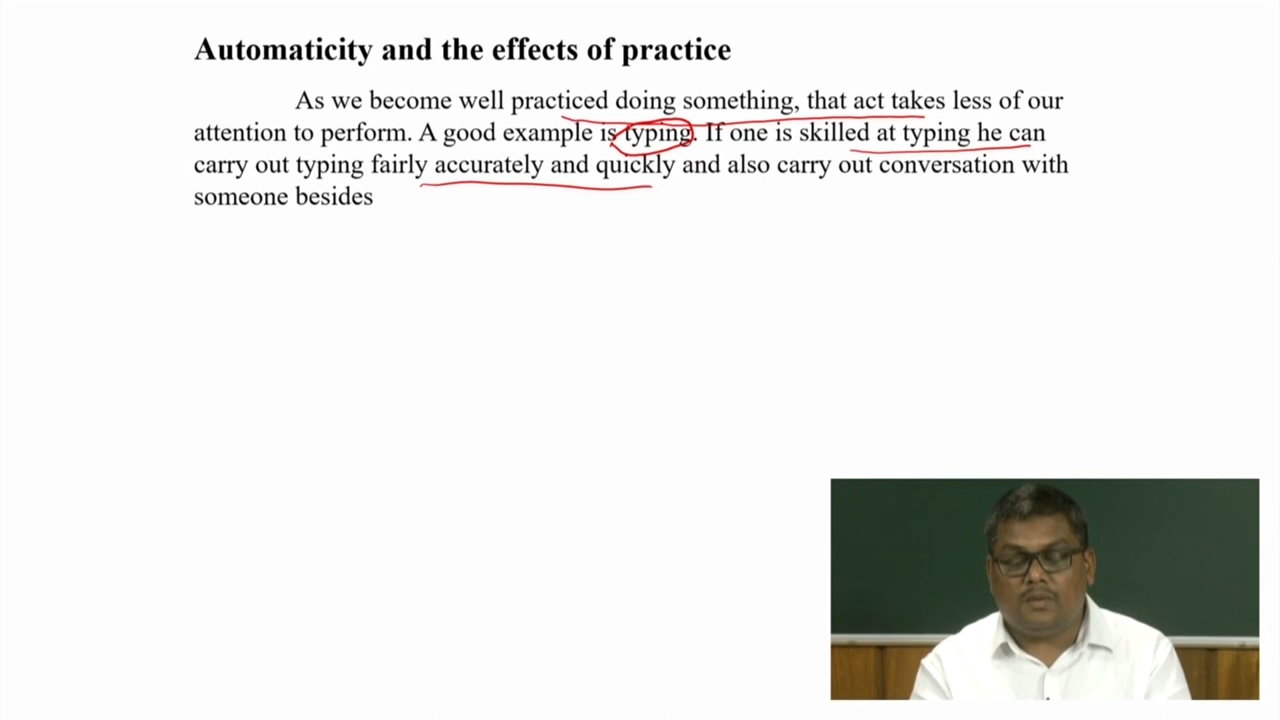 Automaticity and the effects of practice
As we become well practiced doing something, that act takes less of our
attention to perform. A good example is typing. If one is skilled at typing he can
carry out typing fairly accurately and quickly and also carry out conversation with
someone besides